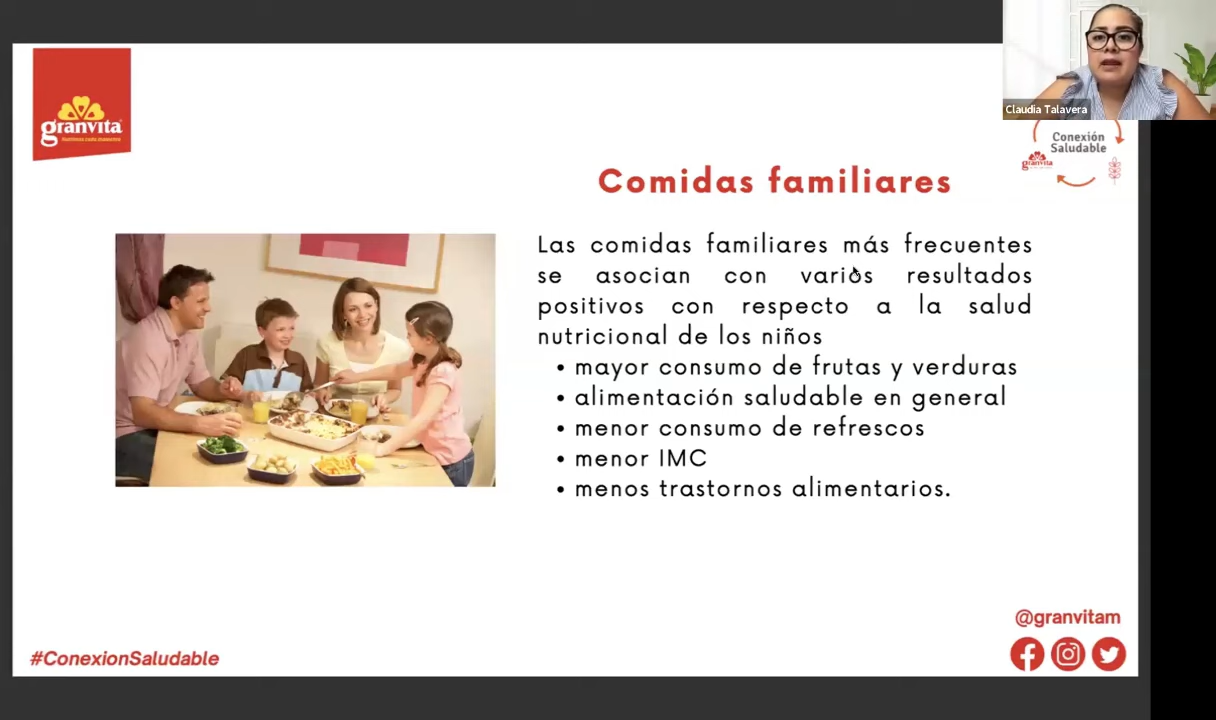 granvita
Claudia Talavera
Conexión
Saludable
granvita
Comidas familiares
Las comidas familiares más frecuentes
se asocian con varios resultados
positivos con respecto a la salud
nutricional de los niños
• mayor consumo de frutas y verduras
• alimentación saludable en general
• menor consumo de refrescos
• menor IMC
• menos trastornos alimentarios.
@granvitam
#ConexionSaludable